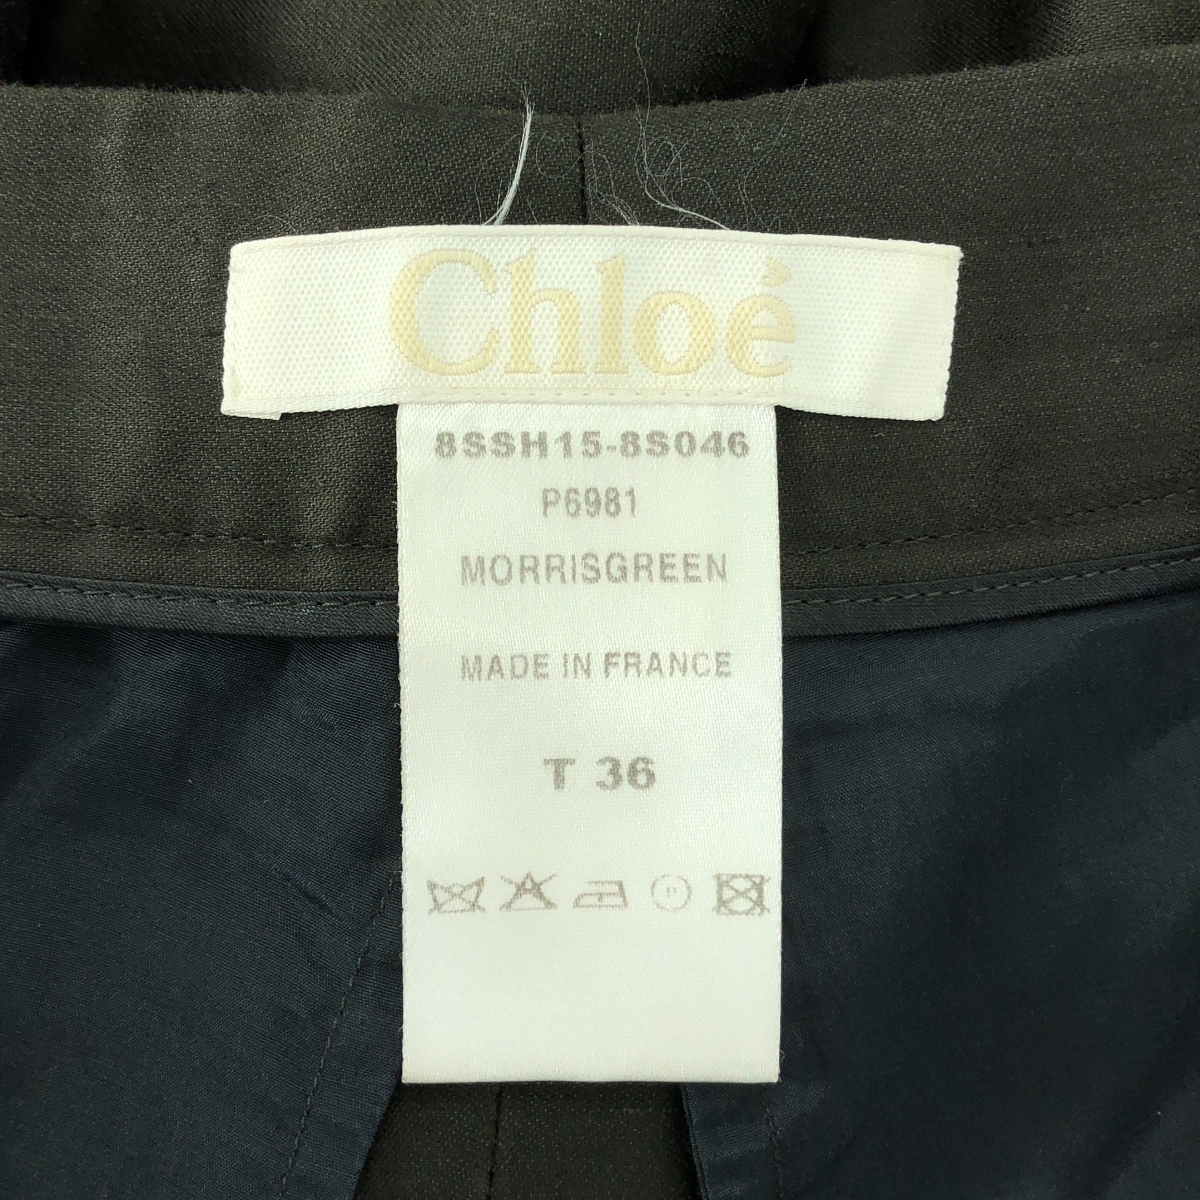 Chloé
8SSH15-8S046
P6981
MORRISGREEN
MADE IN FRANCE
T 36